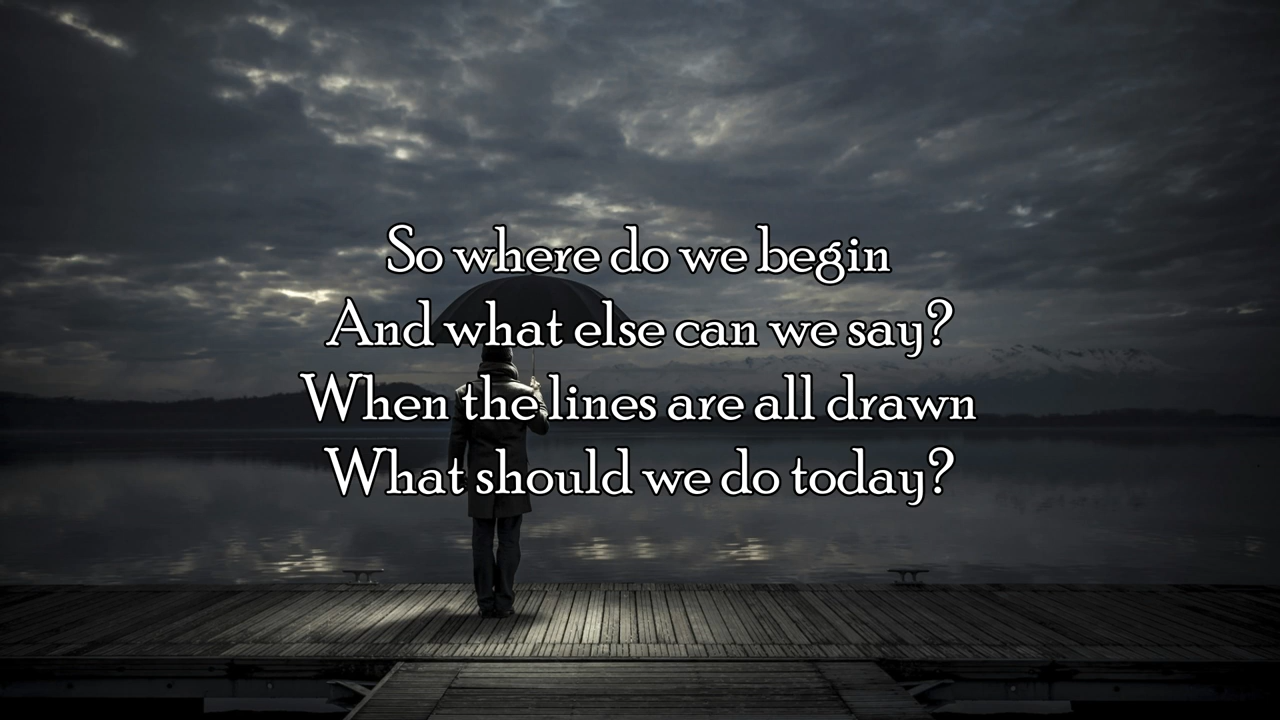 So where do we begin
And what else can we say?
When the lines are all drawn
What should we do today?